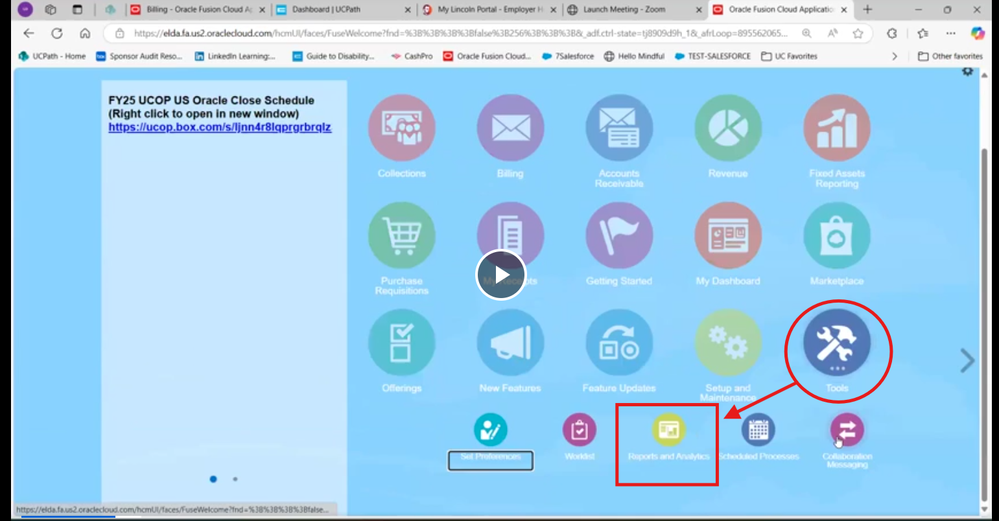 Billing - Oracle Fusion Cloud Ap
Dashboard | UCPath
My Lincoln Portal - Employer H
Launch Meeting - Zoom
Oracle Fusion Cloud Applicatio
https://elda.fa.us2.oraclecloud.com/hcmUI/faces/FuseWelcome?fnd=%3B%3B%3B%3Bfalse%3B256%3B%3B%3B&_adf.ctrl-state=tj8909d9h_1&_afrLoop=895562065...
UCPath - Home
Sponsor Audit Reso...
LinkedIn Learning:...
Guide to Disability...
CashPro
Oracle Fusion Cloud...
7Salesforce
Hello Mindful
TEST-SALESFORCE
UC Favorites
Other favorites
FY25 UCOP US Oracle Close Schedule
(Right click to open in new window)
https://ucop.box.com/s/ljnn4r8lqprgrbrqlz
Collections
Billing
Accounts
Receivable
Revenue
Fixed Assets
Reporting
Purchase
Requisitions
My Receipts
Getting Started
My Dashboard
Marketplace
Offerings
New Features
Feature Updates
Setup and
Maintenance
Tools
Set Preferences
Worklist
Reports and Analytics
Scheduled Processes
Collaboration
Messaging
https://elda.fa.us2.oraclecloud.com/hcmUI/faces/FuseWelcome?fnd=%3B%3B%3B%3Bfalse...